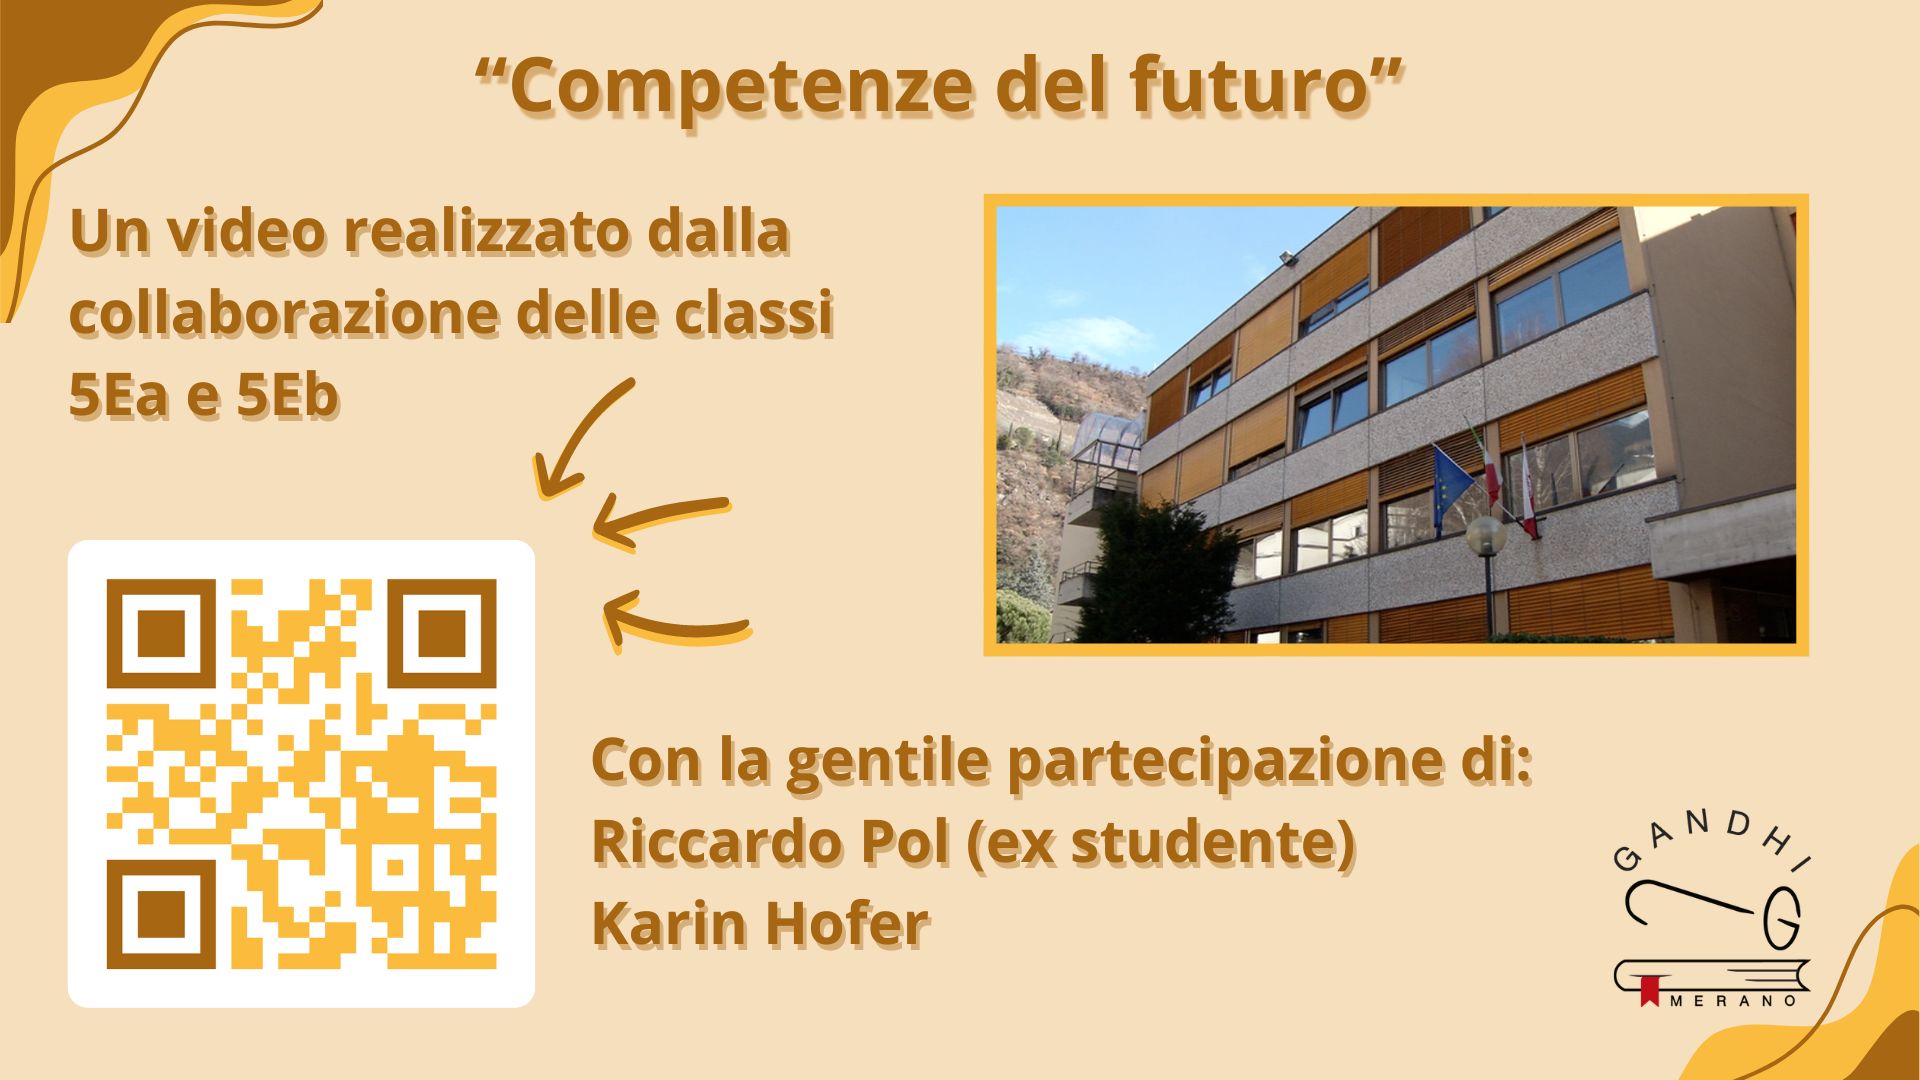 “Competenze del futuro”
Un video realizzato dalla
collaborazione delle classi
5Ea e 5Eb
Con la gentile partecipazione di:
Riccardo Pol (ex studente)
Karin Hofer
GANDHI
G
MERANO